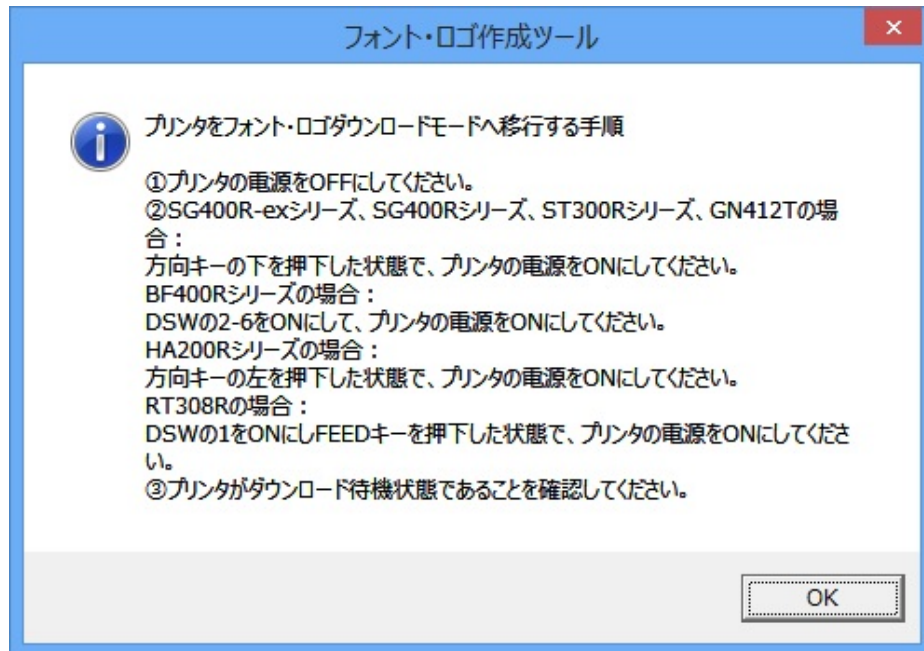 フォント・ロゴ作成ツール
プリンタをフォント・ロゴダウンロードモードへ移行する手順
①プリンタの電源をOFFにしてください。
②SG400R-exシリーズ、SG400Rシリーズ、ST300Rシリーズ、GN412Tの場
合：
方向キーの下を押下した状態で、プリンタの電源をONにしてください。
BF400Rシリーズの場合：
DSWの2-6をONにして、プリンタの電源をONにしてください。
HA200Rシリーズの場合：
方向キーの左を押下した状態で、プリンタの電源をONにしてください。
RT308Rの場合：
DSWの1をONにしFEEDキーを押下した状態で、プリンタの電源をONにしてくださ
い。
③プリンタがダウンロード待機状態であることを確認してください。
OK